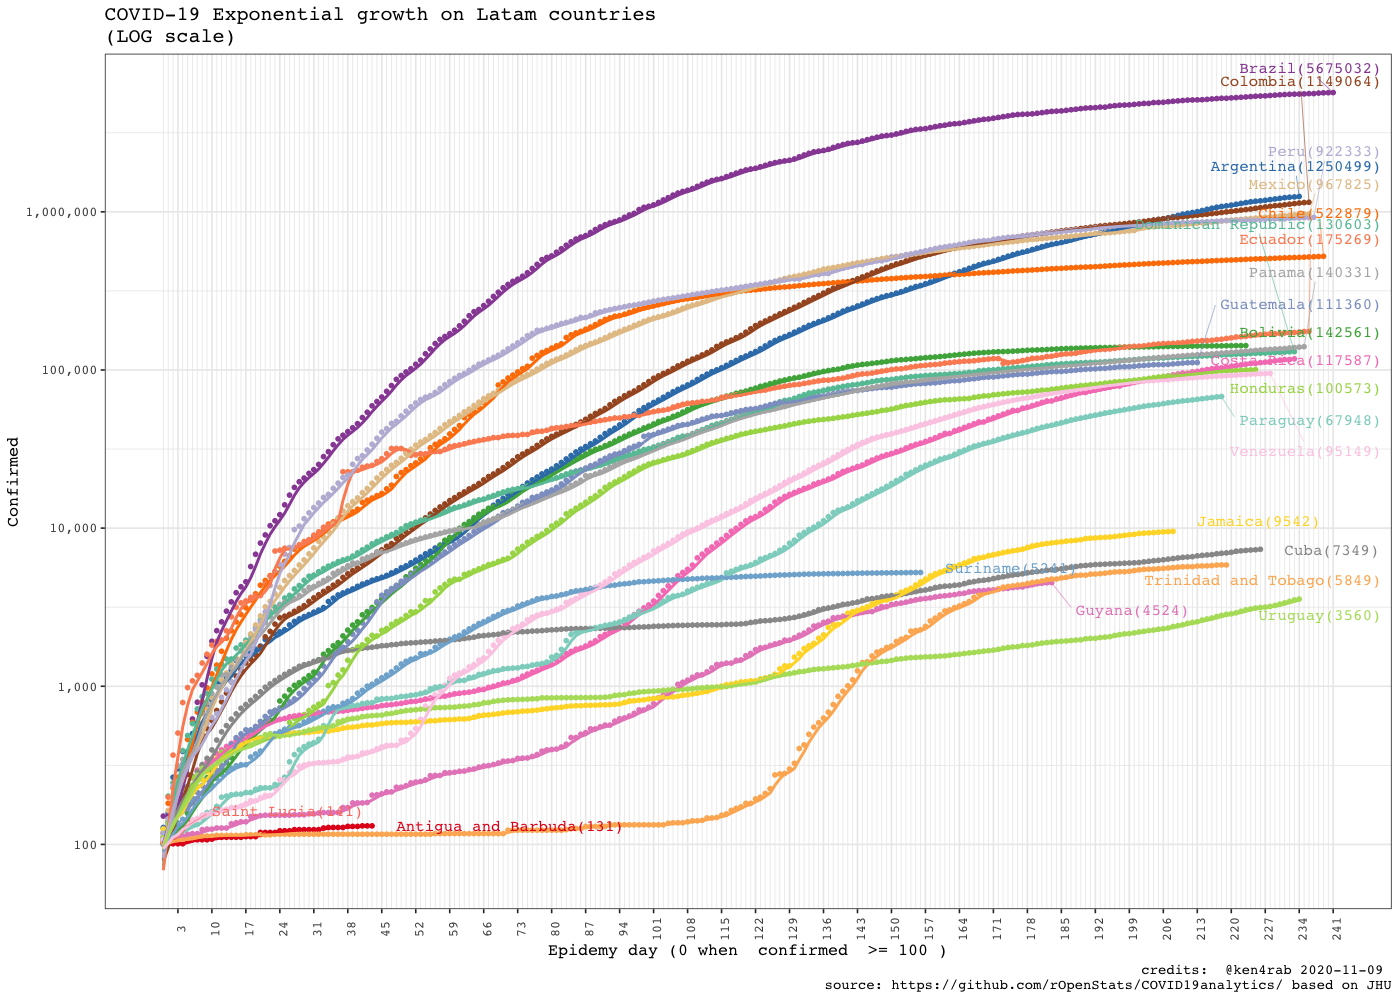 COVID-19 Exponential growth on Latam countries
(LOG scale)
Brazil(5675032)
Colombia(1149064)
Peru(922333)
Argentina(1250499)
Mexico(967825)
1,000,000
Chile(522879)
Dominican Republic(130603)
Ecuador(175269)
Panama(140331)
Guatemala(111360)
Bolivia(142561)
Costa Rica(117587)
100,000
Honduras(100573)
Paraguay(67948)
Venezuela(95149)
Confirmed
10,000
Jamaica(9542)
Cuba(7349)
Suriname(5241)
Trinidad and Tobago(5849)
Guyana(4524)
Uruguay(3560)
1,000
Saint Lucia(111)
Antigua and Barbuda(131)
100
3 10 17 24 31 38 45 52 59 66 73 80 87 94 101 108 115 122 129 136 143 150 157 164 171 178 185 192 199 206 213 220 227 234 241
Epidemy day (0 when  confirmed  >= 100 )
credits:  @ken4rab 2020-11-09
source: https://github.com/rOpenStats/COVID19analytics/ based on JHU